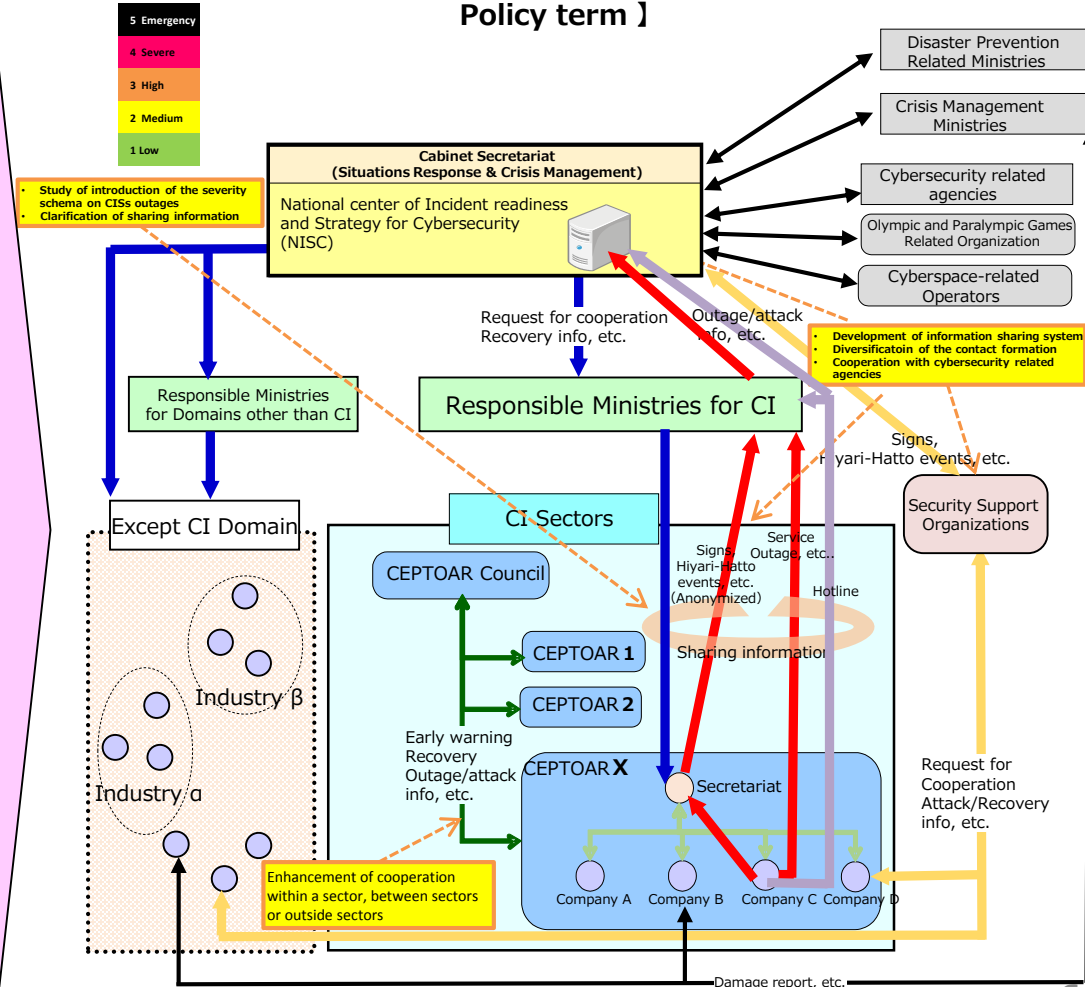 Policy term 】
5 Emergency
4 Severe
3 High
2 Medium
1 Low
Disaster Prevention
Related Ministries
Crisis Management
Ministries
Cybersecurity related
agencies
Olympic and Paralympic Games
Related Organization
Cyberspace-related
Operators
Cabinet Secretariat
(Situations Response & Crisis Management)
National center of Incident readiness
and Strategy for Cybersecurity
(NISC)
• Study of introduction of the severity
schema on CISs outages
• Clarification of sharing information
Request for cooperation
Recovery info, etc.
Outage/attack
info, etc.
• Development of information sharing system
• Diversificatoin of the contact formation
• Cooperation with cybersecurity related
agencies
Responsible Ministries
for Domains other than CI
Responsible Ministries for CI
Signs,
Hiyari-Hatto events, etc.
Security Support
Organizations
Except CI Domain
CI Sectors
CEPTOAR Council
Signs,
Hiyari-Hatto
events, etc.
(Anonymized)
Service
Outage, etc..
Hotline
Sharing information
CEPTOAR 1
CEPTOAR 2
Industry β
Industry α
Early warning
Recovery
Outage/attack
info, etc.
CEPTOAR X
Secretariat
Company A
Company B
Company C
Company D
Request for
Cooperation
Attack/Recovery
info, etc.
Enhancement of cooperation
within a sector, between sectors
or outside sectors
Damage report, etc.